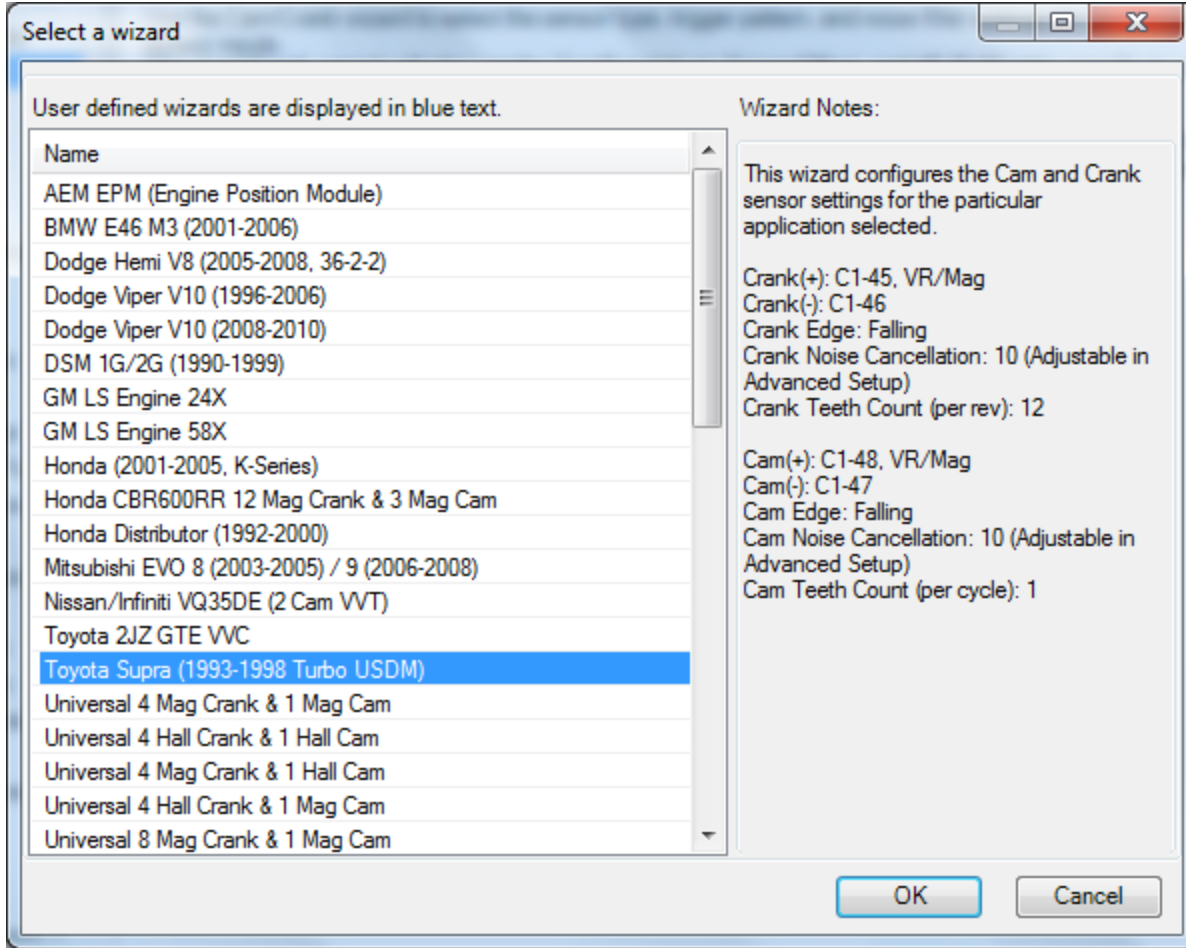 Select a wizard
User defined wizards are displayed in blue text.
Name
AEM EPM (Engine Position Module)
BMW E46 M3 (2001-2006)
Dodge Hemi V8 (2005-2008, 36-2-2)
Dodge Viper V10 (1996-2006)
Dodge Viper V10 (2008-2010)
DSM 1G/2G (1990-1999)
GM LS Engine 24X
GM LS Engine 58X
Honda (2001-2005, K-Series)
Honda CBR600RR 12 Mag Crank & 3 Mag Cam
Honda Distributor (1992-2000)
Mitsubishi EVO 8 (2003-2005) / 9 (2006-2008)
Nissan/Infiniti VQ35DE (2 Cam VVT)
Toyota 2JZ GTE VVC
Toyota Supra (1993-1998 Turbo USDM)
Universal 4 Mag Crank & 1 Mag Cam
Universal 4 Hall Crank & 1 Hall Cam
Universal 4 Mag Crank & 1 Hall Cam
Universal 4 Hall Crank & 1 Mag Cam
Universal 8 Mag Crank & 1 Mag Cam
Wizard Notes:
This wizard configures the Cam and Crank
sensor settings for the particular
application selected.
Crank(+): C1-45, VR/Mag
Crank(-): C1-46
Crank Edge: Falling
Crank Noise Cancellation: 10 (Adjustable in
Advanced Setup)
Crank Teeth Count (per rev): 12
Cam(+): C1-48, VR/Mag
Cam(-): C1-47
Cam Edge: Falling
Cam Noise Cancellation: 10 (Adjustable in
Advanced Setup)
Cam Teeth Count (per cycle): 1
OK
Cancel